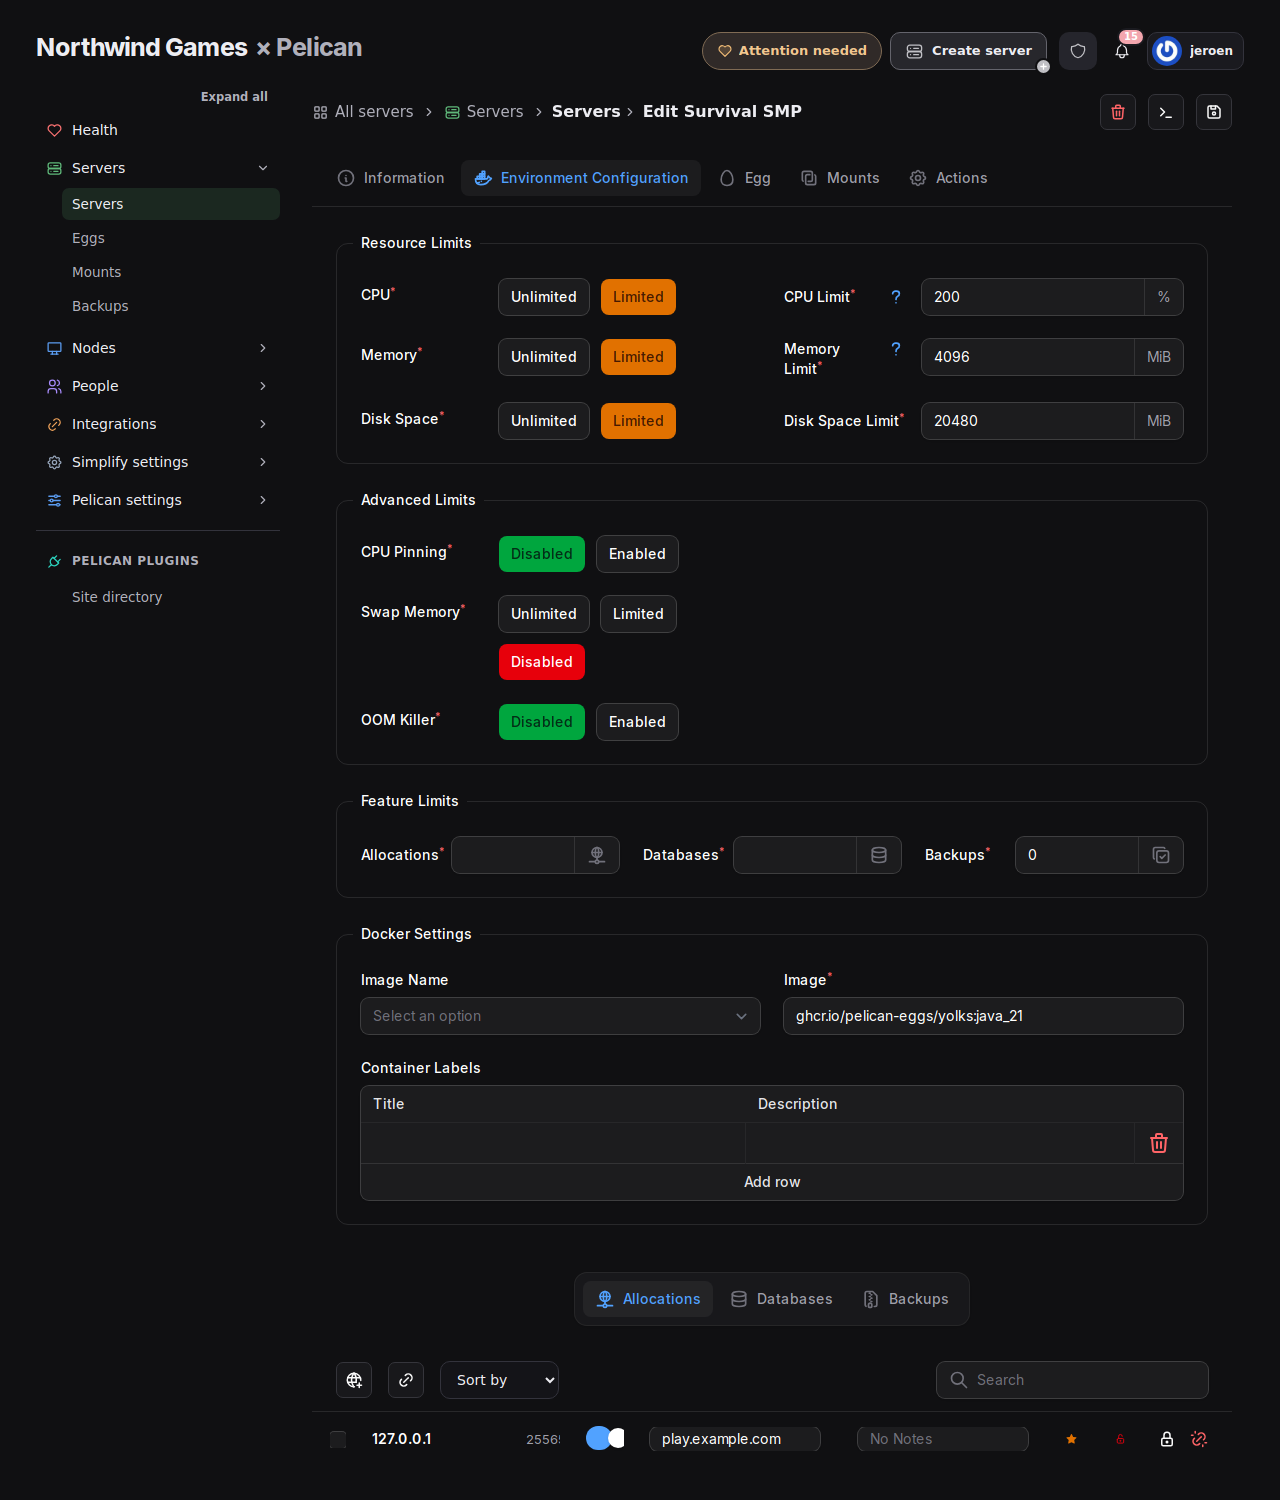 Northwind Games × Pelican
Attention needed
Create server
15
jeroen
Expand all
Health
Servers
Servers
Eggs
Mounts
Backups
Nodes
People
Integrations
Simplify settings
Pelican settings
PELICAN PLUGINS
Site directory
All servers > Servers > Servers > Edit Survival SMP
Information
Environment Configuration
Egg
Mounts
Actions
Resource Limits
CPU* Unlimited Limited CPU Limit* ? 200 %
Memory* Unlimited Limited Memory Limit* ? 4096 MiB
Disk Space* Unlimited Limited Disk Space Limit* 20480 MiB
Advanced Limits
CPU Pinning* Disabled Enabled
Swap Memory* Unlimited Limited
Disabled
OOM Killer* Disabled Enabled
Feature Limits
Allocations* Databases* Backups* 0
Docker Settings
Image Name Image*
Select an option ghcr.io/pelican-eggs/yolks:java_21
Container Labels
Title Description
Add row
Allocations Databases Backups
Sort by Search
127.0.0.1 25565 play.example.com No Notes